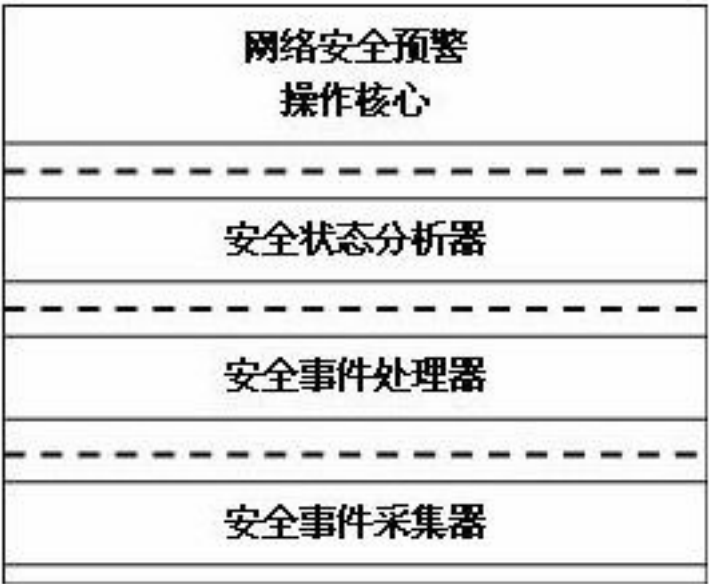 网络安全预警
操作核心
安全状态分析器
安全事件处理器
安全事件采集器